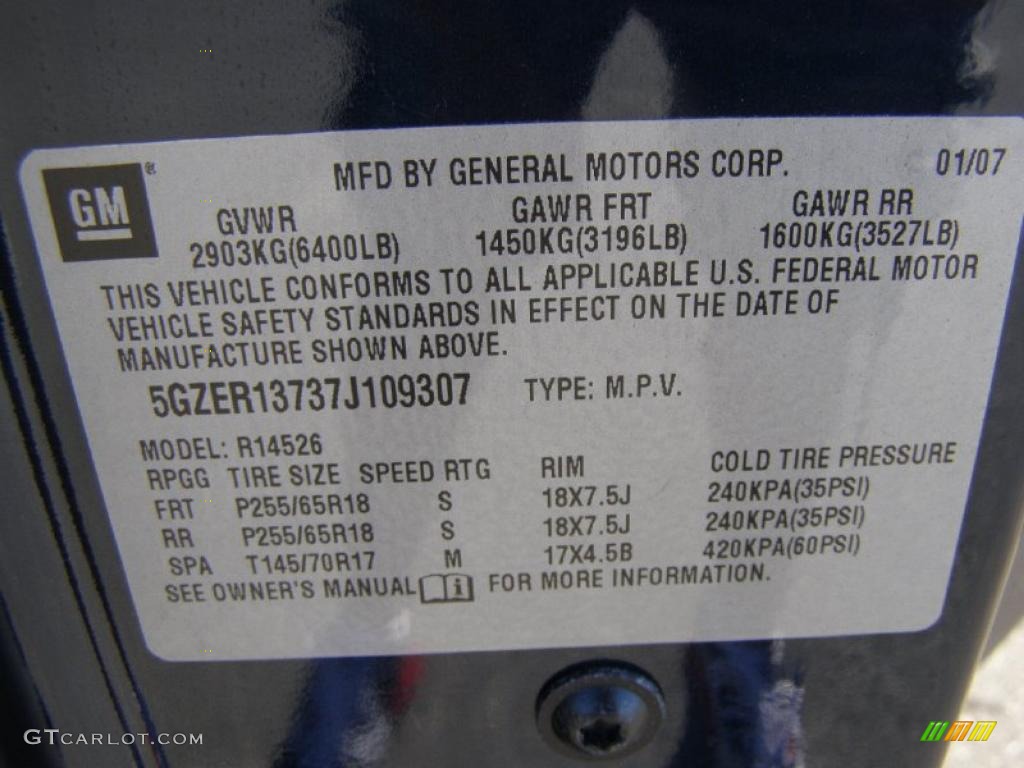 GM ® MFD BY GENERAL MOTORS CORP. 01/07
GVWR GAWR FRT GAWR RR
2903KG(6400LB) 1450KG(3196LB) 1600KG(3527LB)
THIS VEHICLE CONFORMS TO ALL APPLICABLE U.S. FEDERAL MOTOR
VEHICLE SAFETY STANDARDS IN EFFECT ON THE DATE OF
MANUFACTURE SHOWN ABOVE.
5GZER13737J109307 TYPE: M.P.V.
MODEL: R14526
RPGG TIRE SIZE SPEED RTG RIM COLD TIRE PRESSURE
FRT P255/65R18 S 18X7.5J 240KPA(35PSI)
RR P255/65R18 S 18X7.5J 240KPA(35PSI)
SPA T145/70R17 M 17X4.5B 420KPA(60PSI)
SEE OWNER'S MANUAL i FOR MORE INFORMATION.
GTCARLOT.COM